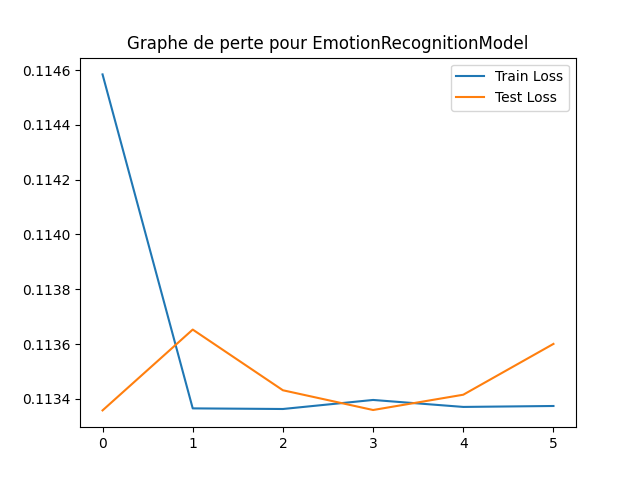 Graphe de perte pour EmotionRecognitionModel
Train Loss
Test Loss
0.1146
0.1144
0.1142
0.1140
0.1138
0.1136
0.1134
0 1 2 3 4 5